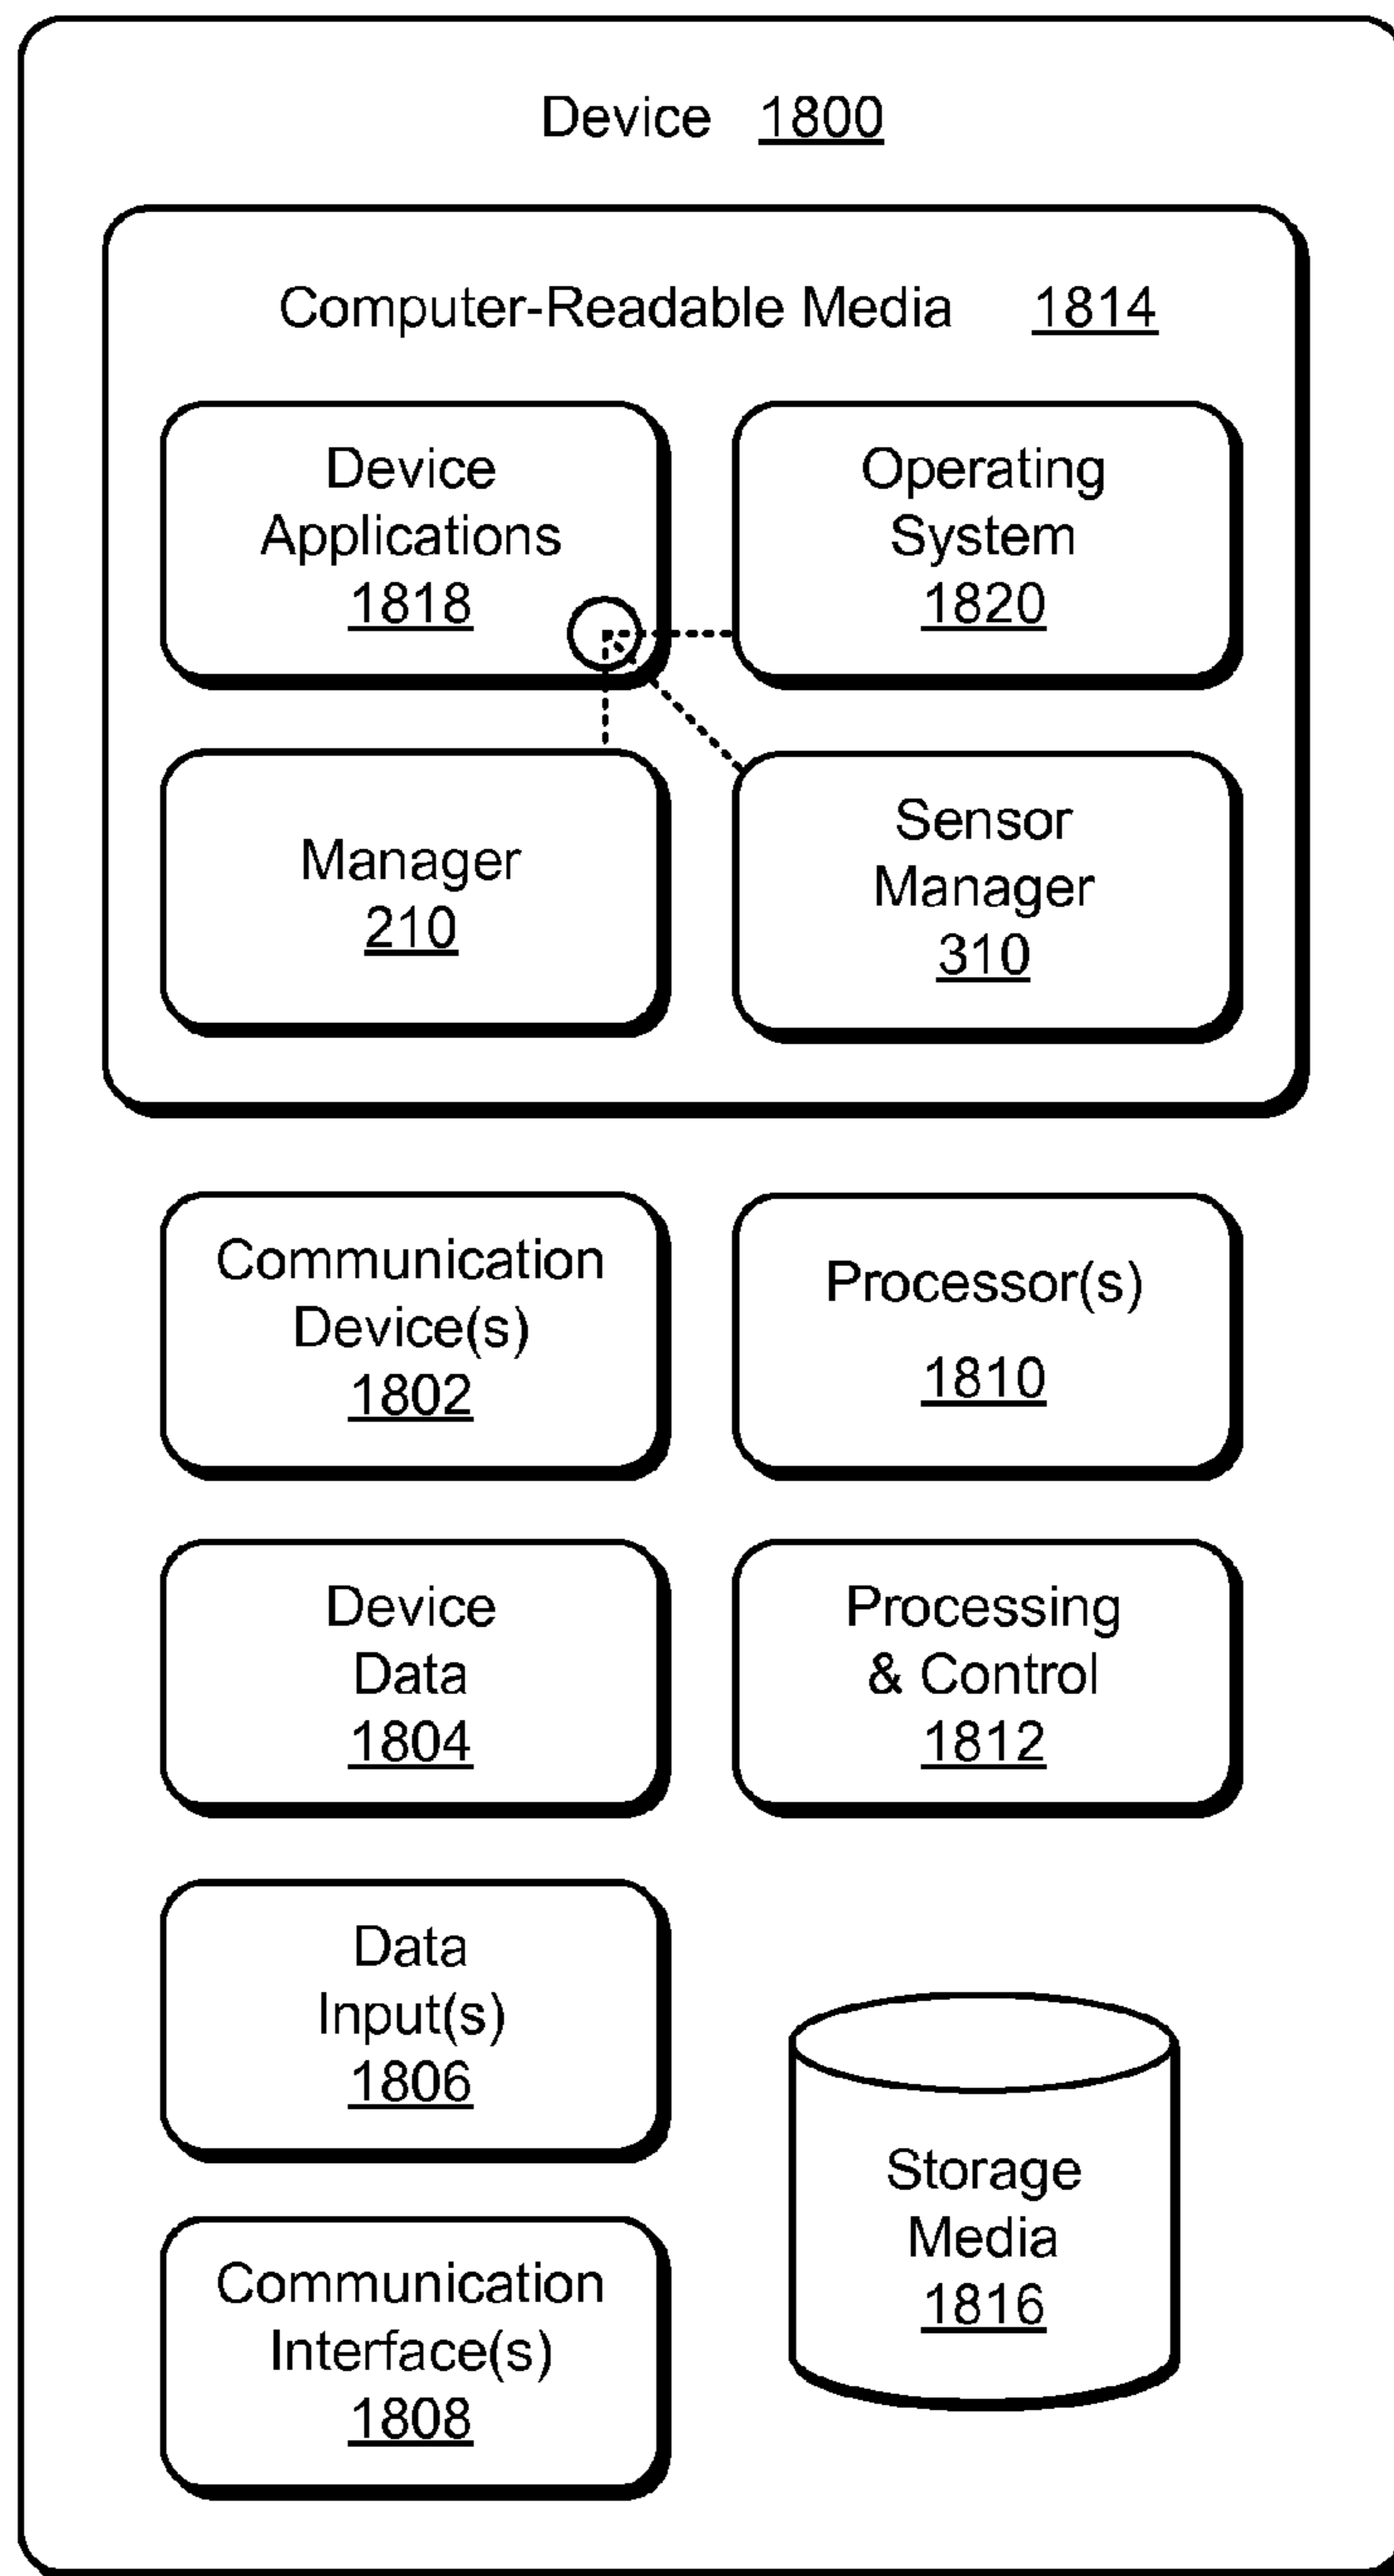 Device 1800
Computer-Readable Media 1814
Device
Applications
1818
Operating
System
1820
Manager
210
Sensor
Manager
310
Communication
Device(s)
1802
Processor(s)
1810
Device
Data
1804
Processing
& Control
1812
Data
Input(s)
1806
Storage
Media
1816
Communication
Interface(s)
1808